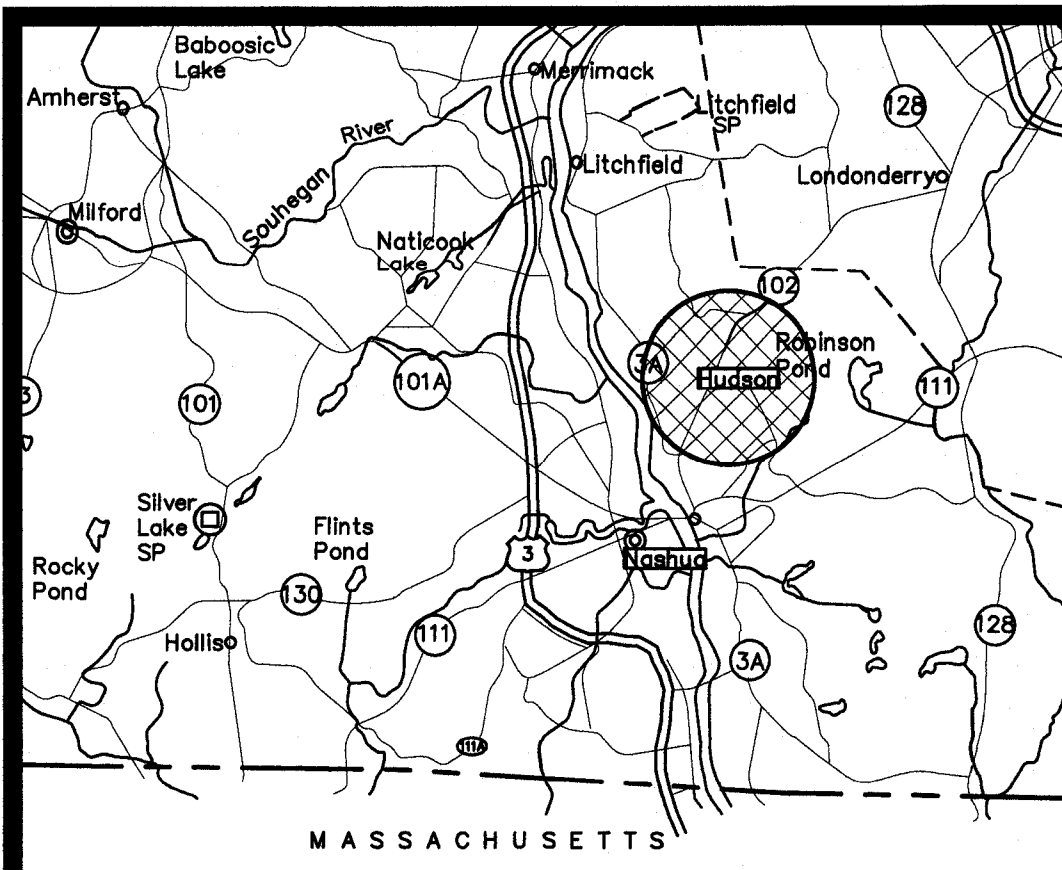 Baboosic
Lake
Merrimack
Amherst
Litchfield
SP
128
River
Souhegan
Litchfield
Londonderry
Milford
Naticook
Lake
102
Robinson
Pond
3A
Hudson
101A
101
3
111
Silver
Lake
SP
Flints
Pond
3
Nashua
Rocky
Pond
130
111
128
Hollis
3A
111A
MASSACHUSETTS